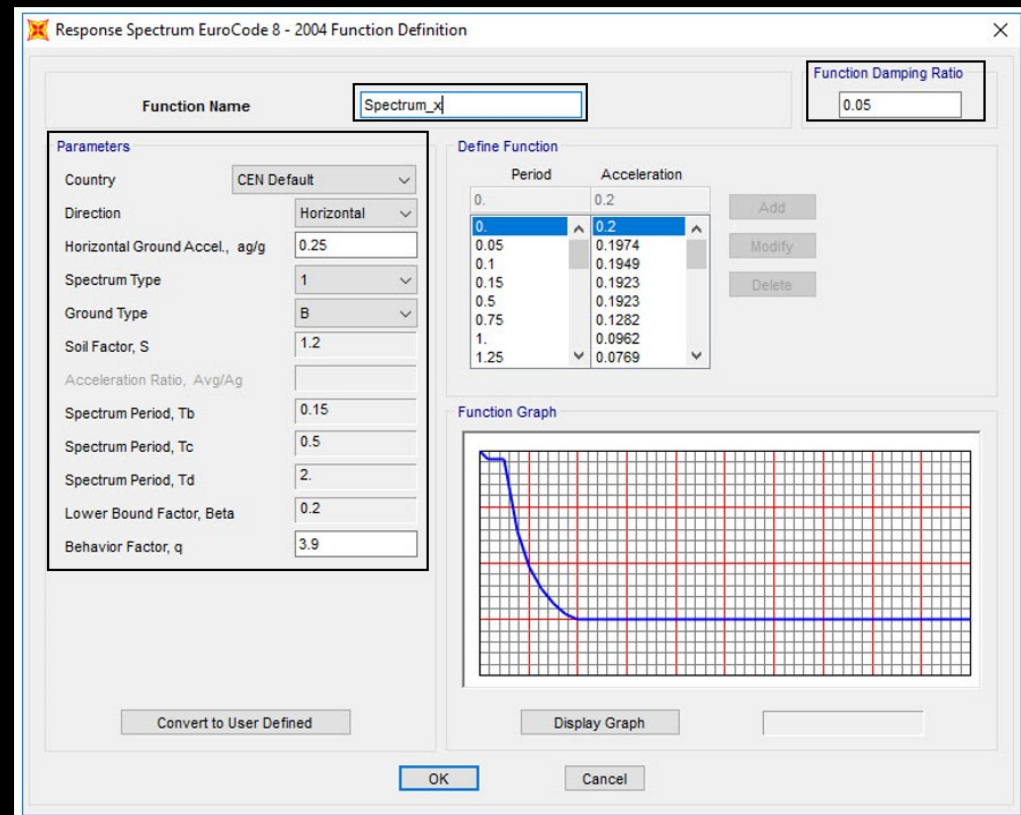 Response Spectrum EuroCode 8 - 2004 Function Definition
Function Name
Spectrum_x
Function Damping Ratio
0.05
Parameters
Country CEN Default
Direction Horizontal
Horizontal Ground Accel., ag/g 0.25
Spectrum Type 1
Ground Type B
Soil Factor, S 1.2
Acceleration Ratio, Avg/Ag
Spectrum Period, Tb 0.15
Spectrum Period, Tc 0.5
Spectrum Period, Td 2.
Lower Bound Factor, Beta 0.2
Behavior Factor, q 3.9
Convert to User Defined
Define Function
Period Acceleration
0. 0.2
0. 0.2
0.05 0.1974
0.1 0.1949
0.15 0.1923
0.5 0.1923
0.75 0.1282
1. 0.0962
1.25 0.0769
Add
Modify
Delete
Function Graph
Display Graph
OK
Cancel